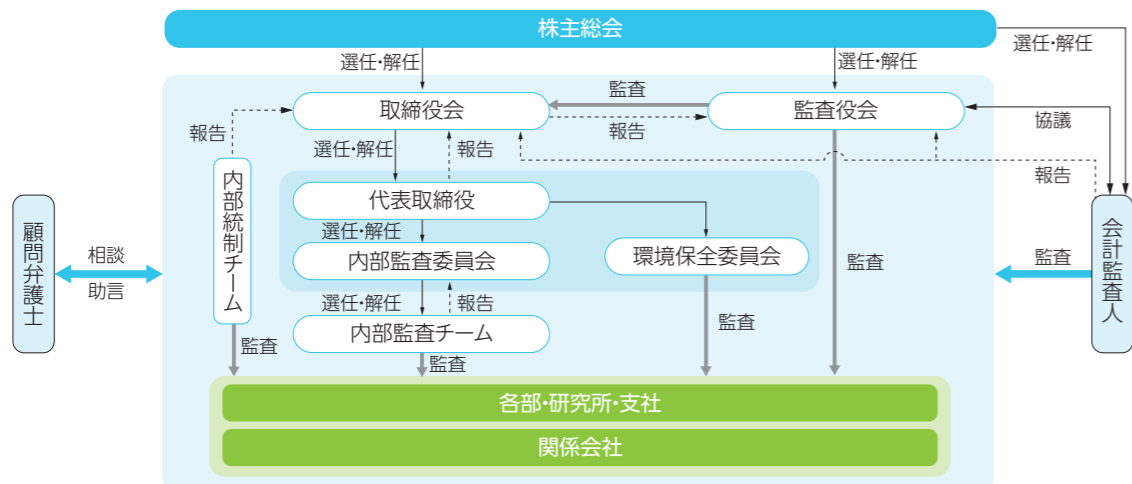 株主総会
選任・解任
選任・解任
選任・解任
監査
取締役会
監査役会
報告
報告
協議
選任・解任
報告
報告
内部統制チーム
代表取締役
顧問弁護士
相談
助言
選任・解任
内部監査委員会
環境保全委員会
監査
監査
会計監査人
選任・解任
報告
内部監査チーム
監査
監査
監査
各部・研究所・支社
関係会社